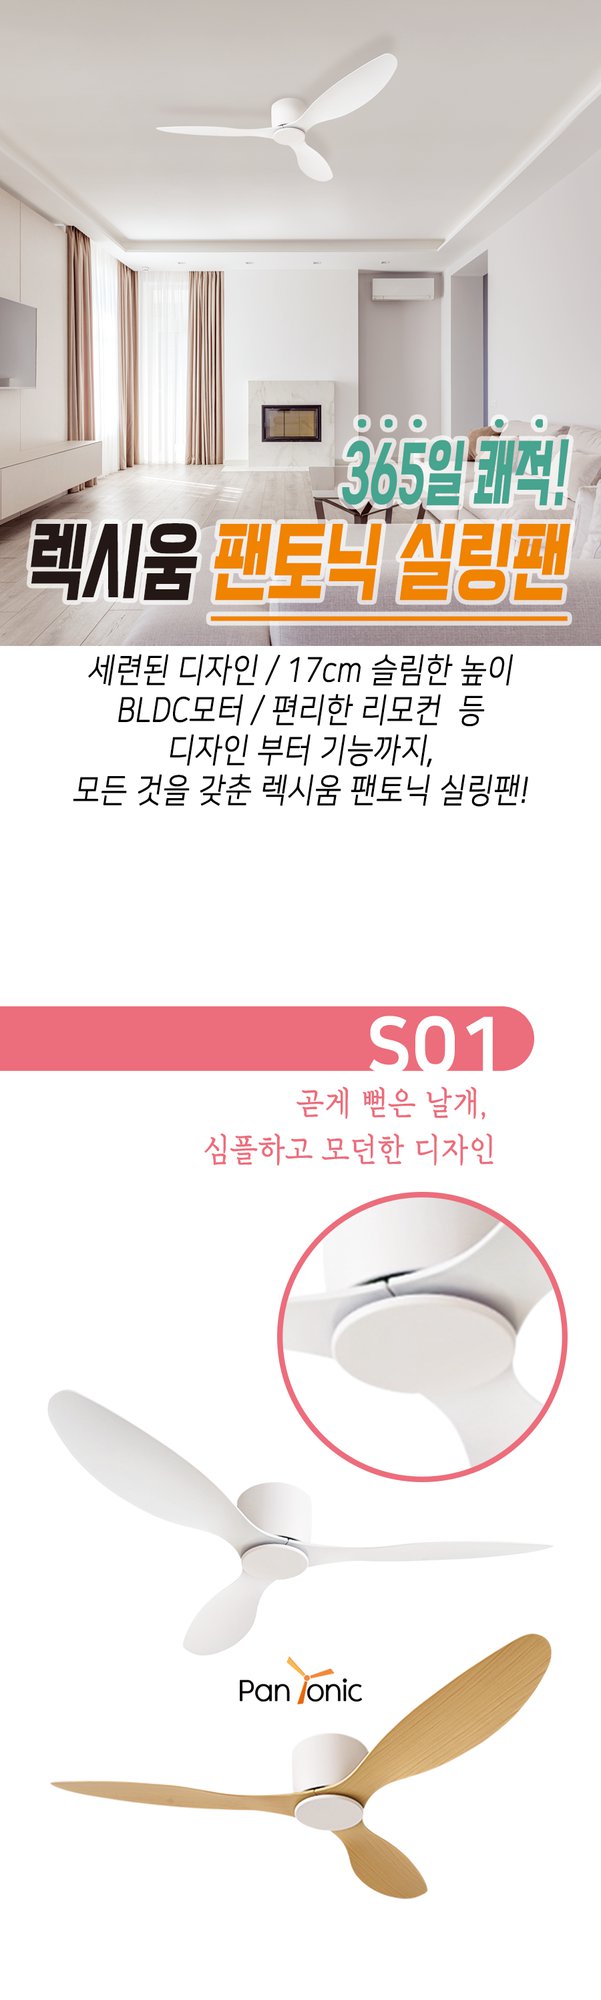 365일 쾌적!
렉시움 팬토닉 실링팬
세련된 디자인 / 17cm 슬림한 높이
BLDC모터 / 편리한 리모컨 등
디자인 부터 기능까지,
모든 것을 갖춘 렉시움 팬토닉 실링팬!
S01
곧게 뻗은 날개,
심플하고 모던한 디자인
PanTonic